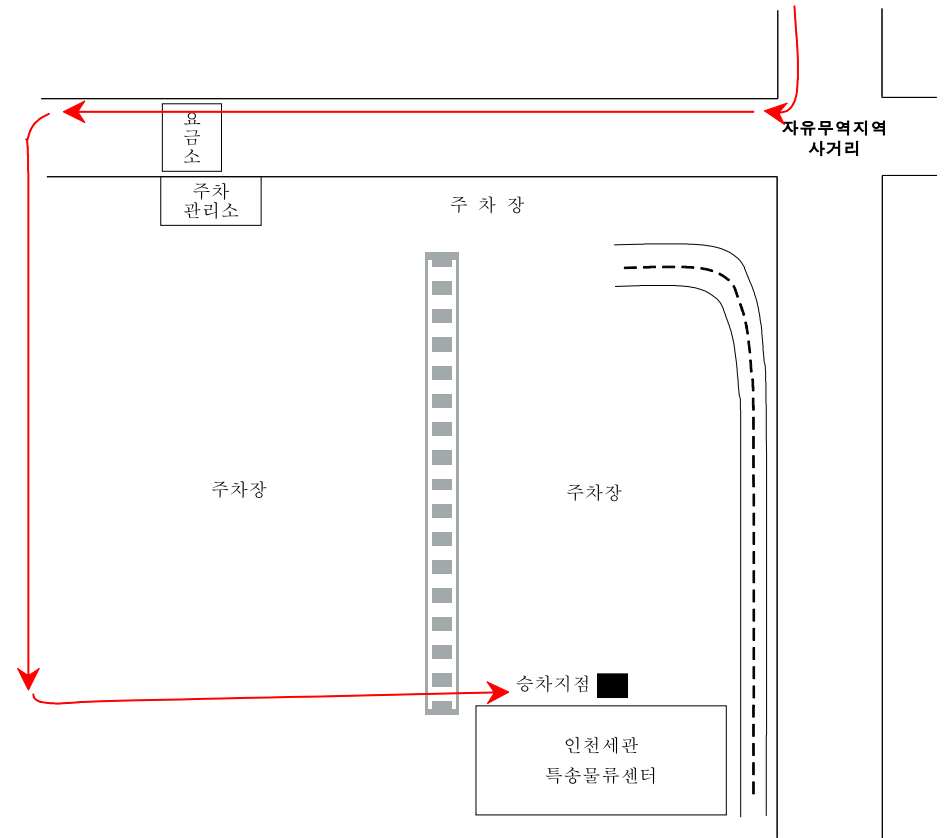 자유무역지역
사거리
요
금
소
주차
관리소
주 차 장
주차장
주차장
승차지점
인천세관
특송물류센터